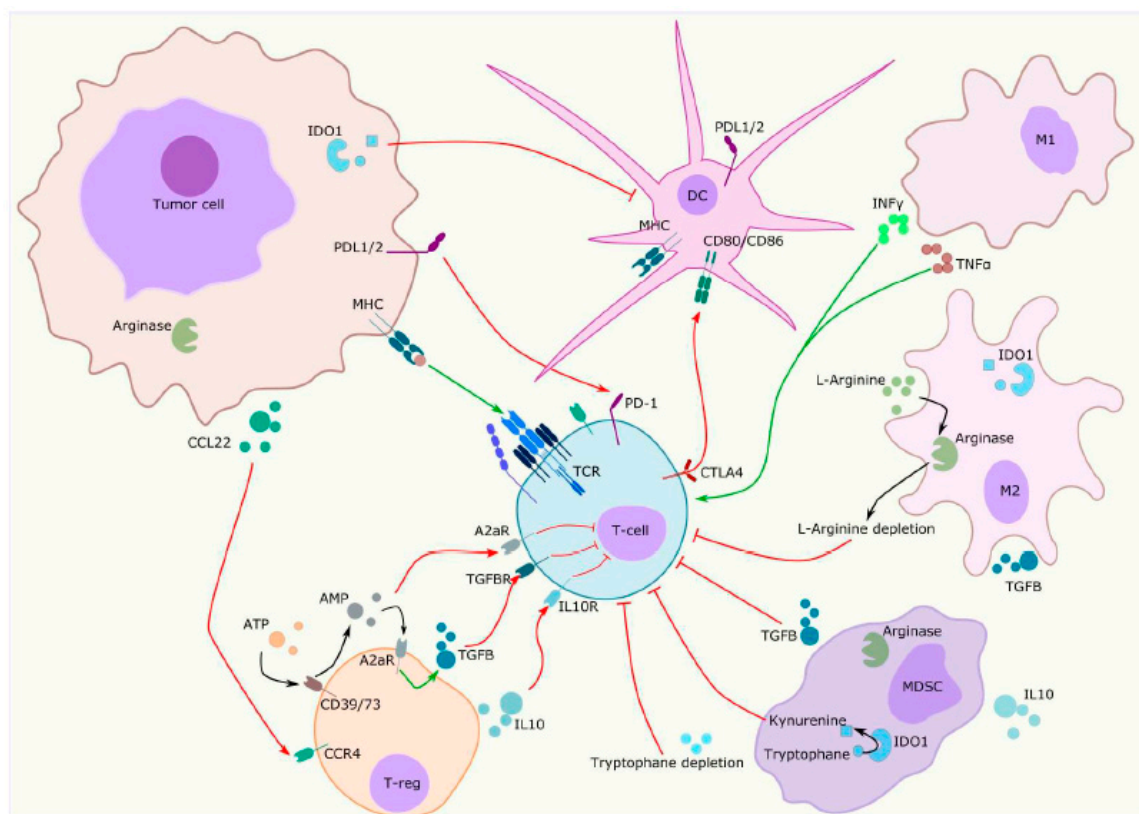 IDO1
Tumor cell
PDL1/2
MHC
Arginase
CCL22
PDL1/2
DC
MHC
CD80/CD86
M1
INFγ
TNFα
IDO1
L-Arginine
Arginase
M2
L-Arginine depletion
TGFB
PD-1
TCR
CTLA4
T-cell
A2aR
TGFBR
IL10R
AMP
ATP
A2aR
TGFB
CD39/73
IL10
CCR4
T-reg
TGFB
Arginase
MDSC
IL10
Kynurenine
IDO1
Tryptophane
Tryptophane depletion